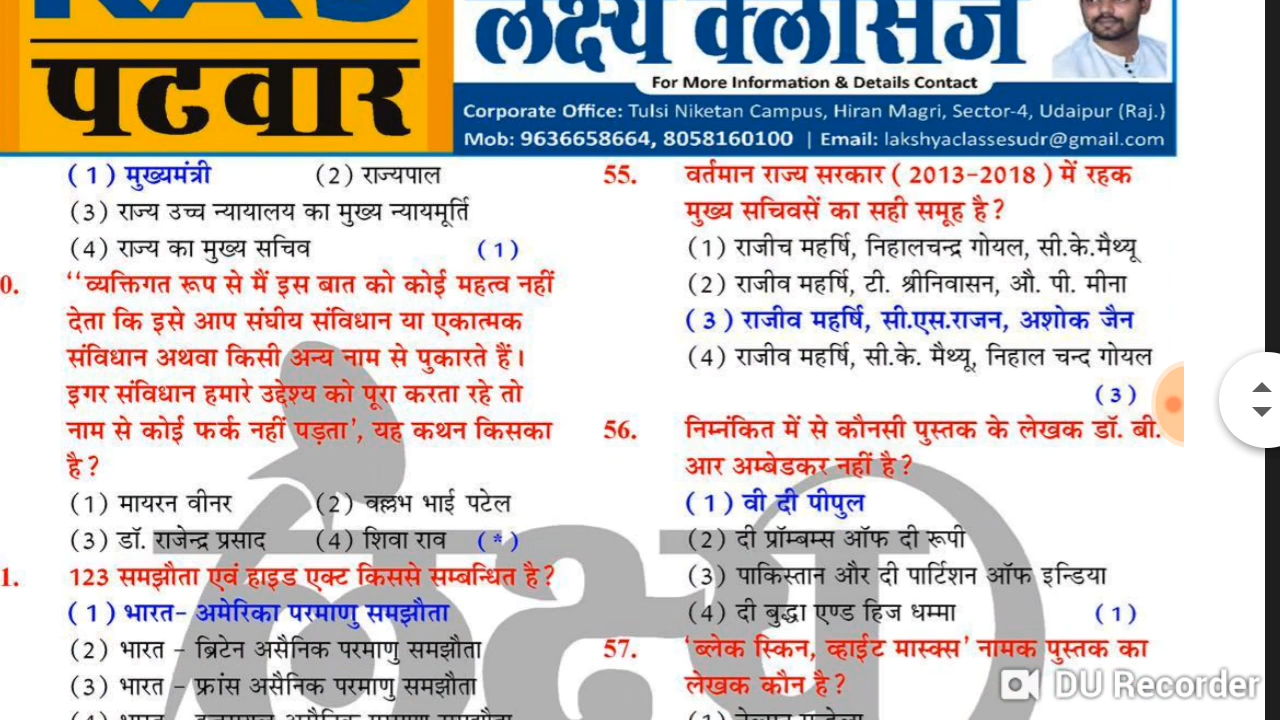 RAS
पटवार
लक्ष्य क्लासेज
For More Information & Details Contact
Corporate Office: Tulsi Niketan Campus, Hiran Magri, Sector-4, Udaipur (Raj.)
Mob: 9636658664, 8058160100 | Email: lakshyaclassesudr@gmail.com
(1) मुख्यमंत्री (2) राज्यपाल
(3) राज्य उच्च न्यायालय का मुख्य न्यायमूर्ति
(4) राज्य का मुख्य सचिव (1)
0. ‘‘व्यक्तिगत रूप से मैं इस बात को कोई महत्व नहीं
देता कि इसे आप संघीय संविधान या एकात्मक
संविधान अथवा किसी अन्य नाम से पुकारते हैं।
इगर संविधान हमारे उद्देश्य को पूरा करता रहे तो
नाम से कोई फर्क नहीं पड़ता’, यह कथन किसका
है?
(1) मायरन वीनर (2) वल्लभ भाई पटेल
(3) डॉ. राजेन्द्र प्रसाद (4) शिवा राव (*)
1. 123 समझौता एवं हाइड एक्ट किससे सम्बन्धित है?
(1) भारत- अमेरिका परमाणु समझौता
(2) भारत - ब्रिटेन असैनिक परमाणु समझौता
(3) भारत - फ्रांस असैनिक परमाणु समझौता
55. वर्तमान राज्य सरकार (2013-2018) में रहक
मुख्य सचिवसें का सही समूह है?
(1) राजीच महर्षि, निहालचन्द्र गोयल, सी.के.मैथ्यू
(2) राजीव महर्षि, टी. श्रीनिवासन, औ. पी. मीना
(3) राजीव महर्षि, सी.एस.राजन, अशोक जैन
(4) राजीव महर्षि, सी.के. मैथ्यू, निहाल चन्द गोयल
(3)
56. निम्नंकित में से कौनसी पुस्तक के लेखक डॉ. बी.
आर अम्बेडकर नहीं है?
(1) वी दी पीपुल
(2) दी प्रॉम्बम्स ऑफ दी रूपी
(3) पाकिस्तान और दी पार्टिशन ऑफ इन्डिया
(4) दी बुद्धा एण्ड हिज धम्मा (1)
57. ‘ब्लेक स्किन, व्हाईट मास्क्स’ नामक पुस्तक का
लेखक कौन है?
लक्ष्य
DU Recorder